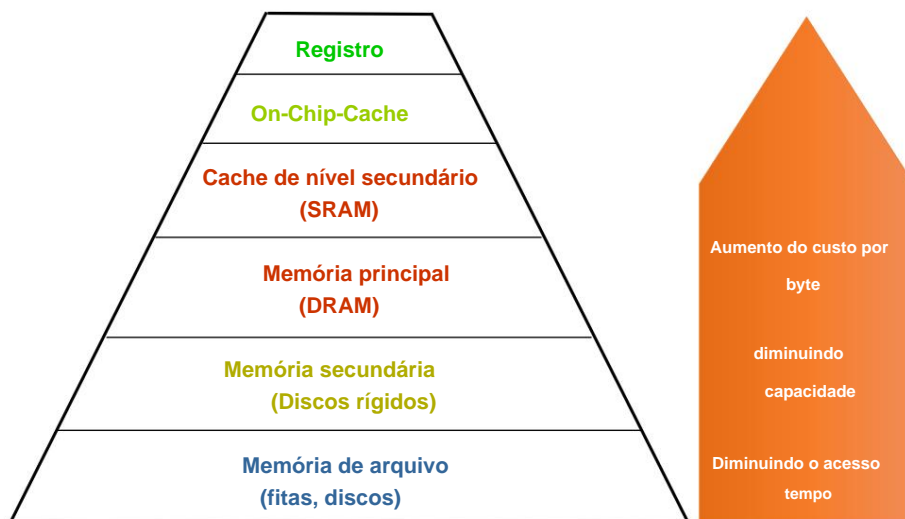 Registro
On-Chip-Cache
Cache de nível secundário
(SRAM)
Memória principal
(DRAM)
Memória secundária
(Discos rígidos)
Memória de arquivo
(fitas, discos)
Aumento do custo por
byte
diminuindo
capacidade
Diminuindo o acesso
tempo